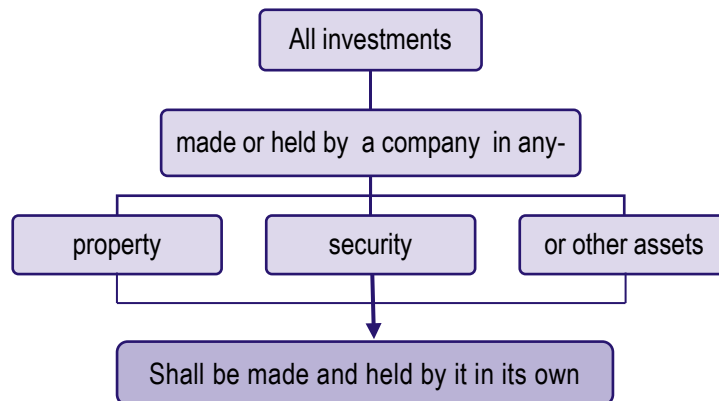 All investments
made or held by a company in any-
property
security
or other assets
Shall be made and held by it in its own